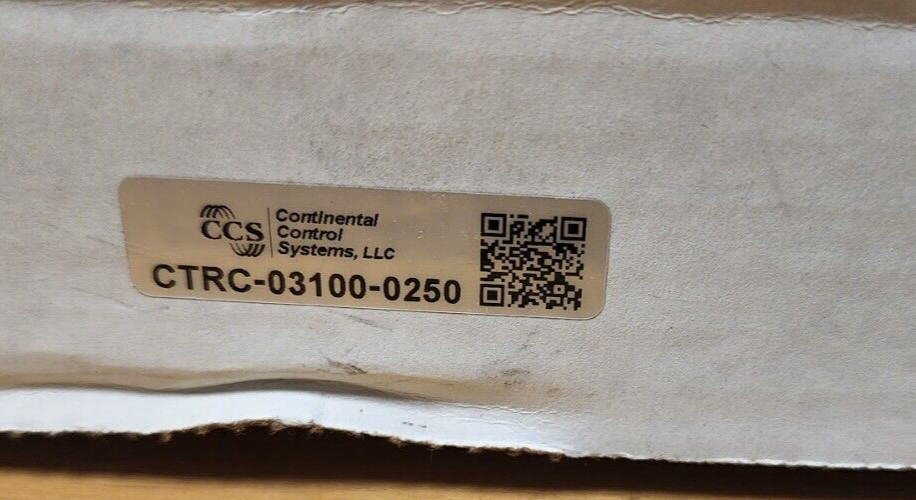 CCS
Continental
Control
Systems, LLC
CTRC-03100-0250